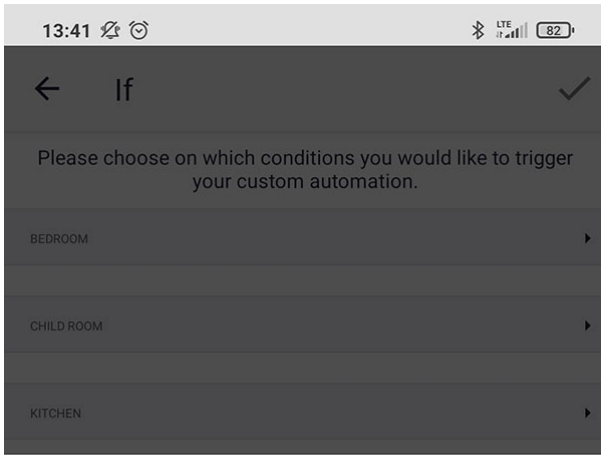 13:41 LTE 82
If
Please choose on which conditions you would like to trigger
your custom automation.
BEDROOM
CHILD ROOM
KITCHEN